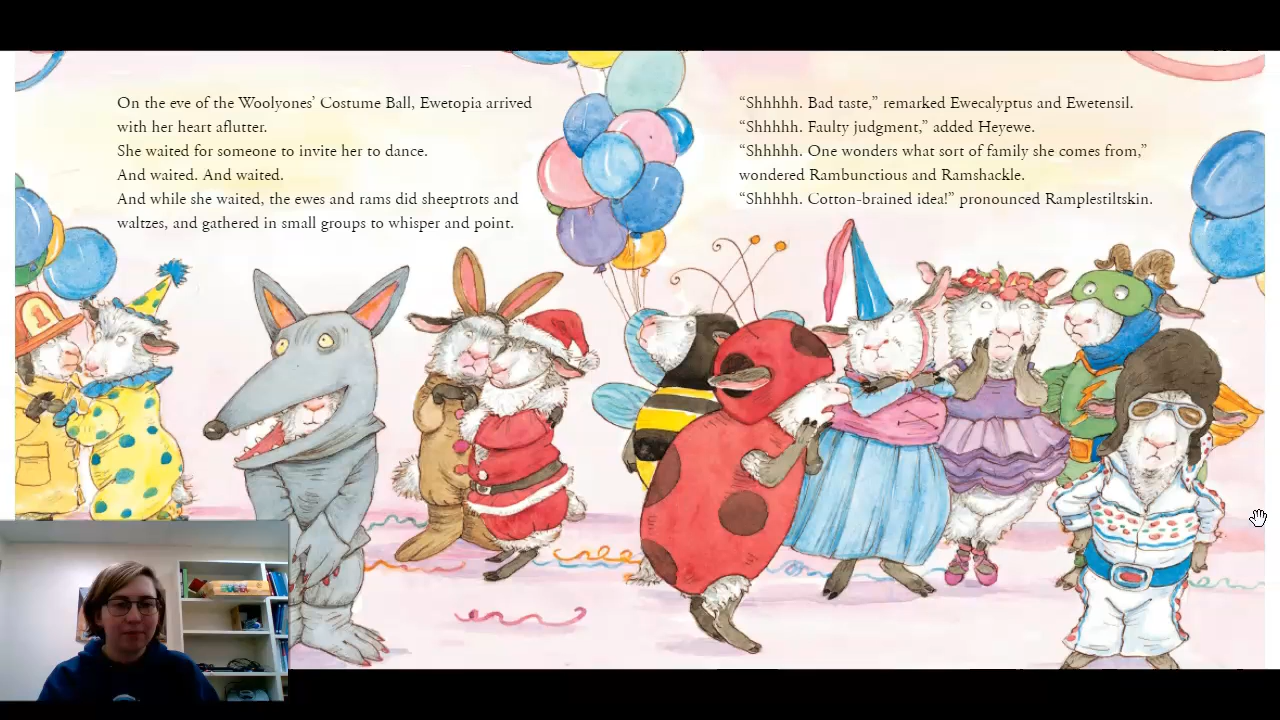 On the eve of the Woolyones’ Costume Ball, Ewetopia arrived
with her heart aflutter.
She waited for someone to invite her to dance.
And waited. And waited.
And while she waited, the ewes and rams did sheeptrots and
waltzes, and gathered in small groups to whisper and point.
“Shhhhh. Bad taste,” remarked Ewecalyptus and Ewetensil.
“Shhhhh. Faulty judgment,” added Heyewe.
“Shhhhh. One wonders what sort of family she comes from,”
wondered Rambunctious and Ramshackle.
“Shhhhh. Cotton-brained idea!” pronounced Ramplestiltskin.